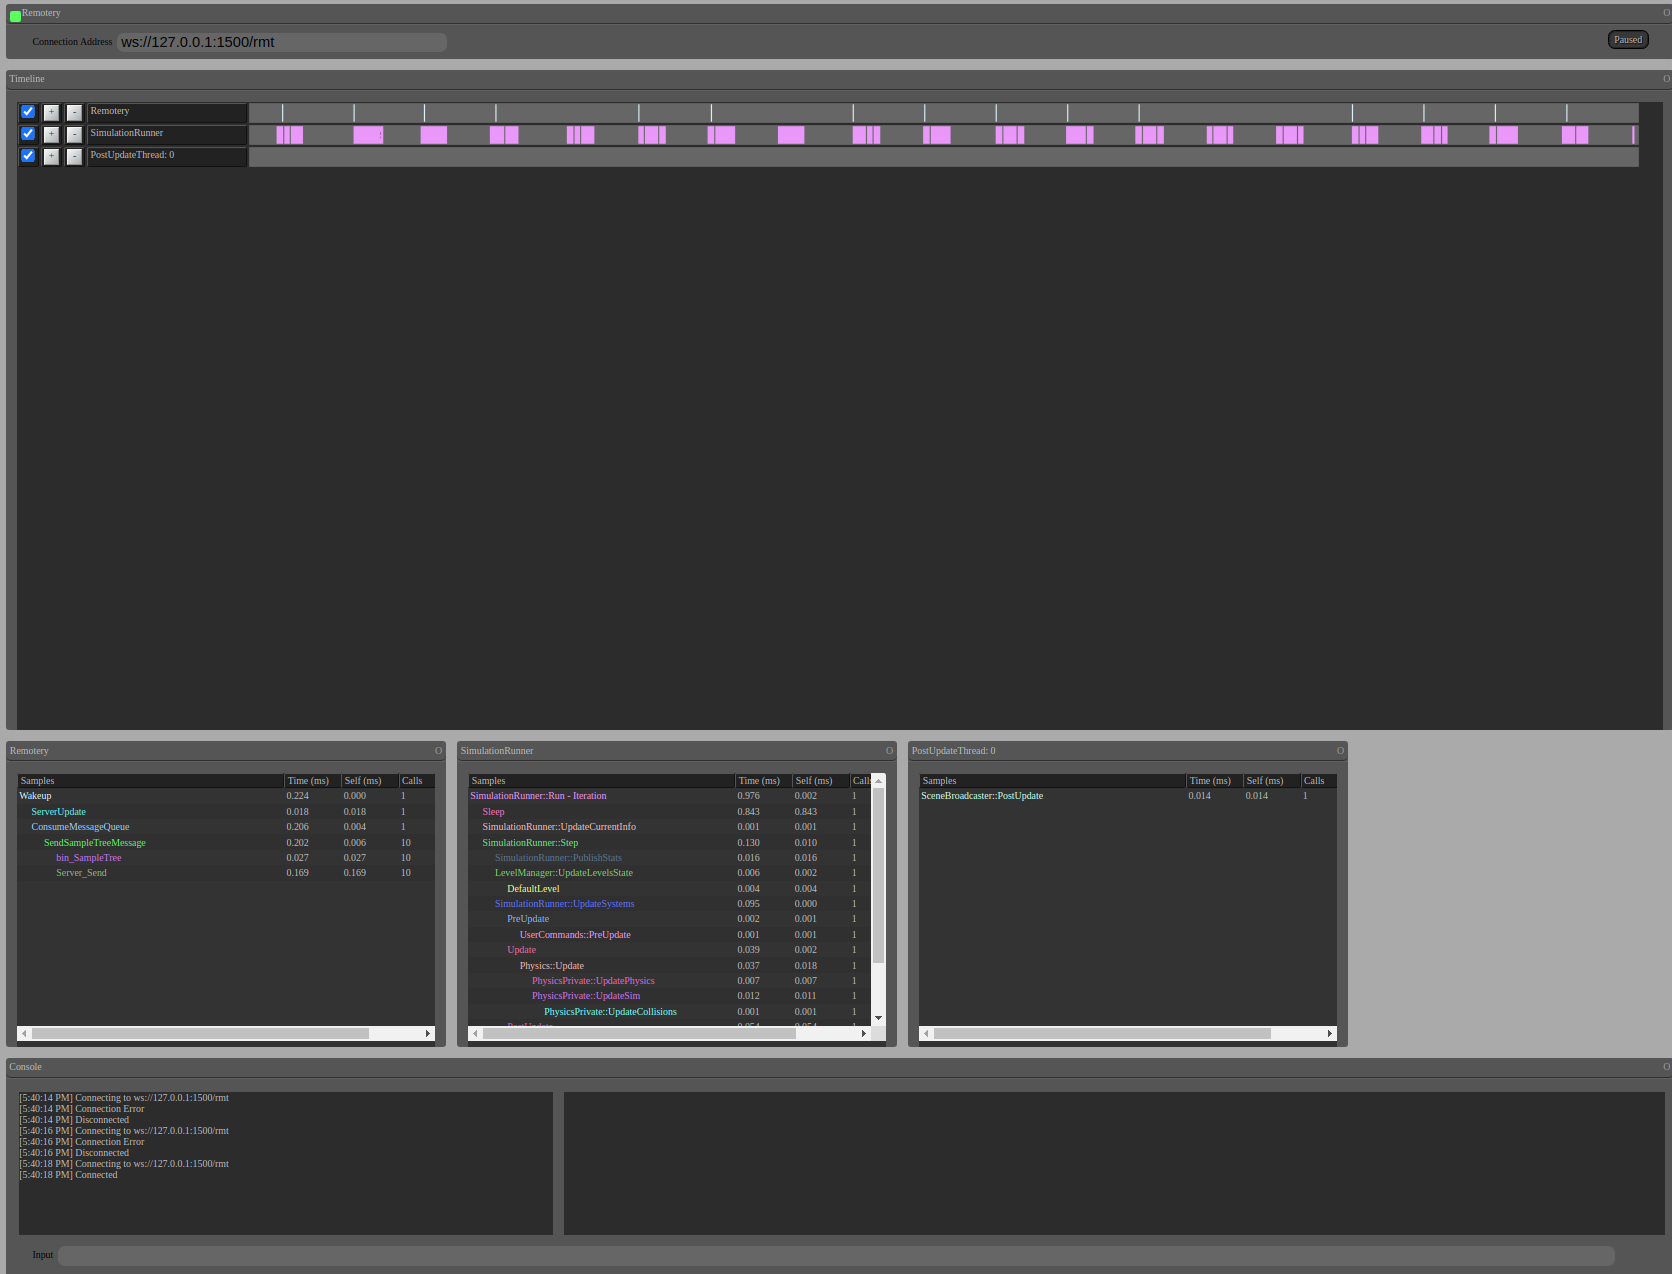 Remotery O
Connection Address ws://127.0.0.1:1500/rmt Paused
Timeline O
+ - Remotery
+ - SimulationRunner
+ - PostUpdateThread: 0
Remotery O
Samples Time (ms) Self (ms) Calls
Wakeup 0.224 0.000 1
ServerUpdate 0.018 0.018 1
ConsumeMessageQueue 0.206 0.004 1
SendSampleTreeMessage 0.202 0.006 10
bin_SampleTree 0.027 0.027 10
Server_Send 0.169 0.169 10
SimulationRunner O
Samples Time (ms) Self (ms) Calls
SimulationRunner::Run - Iteration 0.976 0.002 1
Sleep 0.843 0.843 1
SimulationRunner::UpdateCurrentInfo 0.001 0.001 1
SimulationRunner::Step 0.130 0.010 1
SimulationRunner::PublishStats 0.016 0.016 1
LevelManager::UpdateLevelsState 0.006 0.002 1
DefaultLevel 0.004 0.004 1
SimulationRunner::UpdateSystems 0.095 0.000 1
PreUpdate 0.002 0.001 1
UserCommands::PreUpdate 0.001 0.001 1
Update 0.039 0.002 1
Physics::Update 0.037 0.018 1
PhysicsPrivate::UpdatePhysics 0.007 0.007 1
PhysicsPrivate::UpdateSim 0.012 0.011 1
PhysicsPrivate::UpdateCollisions 0.001 0.001 1
PostUpdate 0.054 0.054 1
PostUpdateThread: 0 O
Samples Time (ms) Self (ms) Calls
SceneBroadcaster::PostUpdate 0.014 0.014 1
Console O
[5:40:14 PM] Connecting to ws://127.0.0.1:1500/rmt
[5:40:14 PM] Connection Error
[5:40:14 PM] Disconnected
[5:40:16 PM] Connecting to ws://127.0.0.1:1500/rmt
[5:40:16 PM] Connection Error
[5:40:16 PM] Disconnected
[5:40:18 PM] Connecting to ws://127.0.0.1:1500/rmt
[5:40:18 PM] Connected
Input